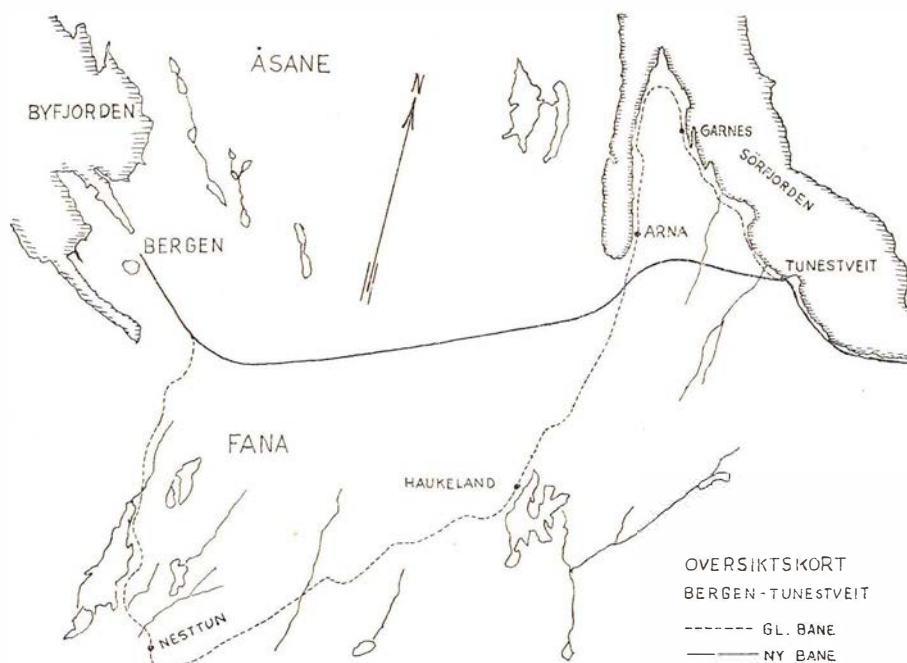 ÅSANE
N
BYFJORDEN
GARNES
SÖRFJORDEN
BERGEN
ARNA
TUNESTVEIT
FANA
HAUKELAND
NESTTUN
OVERSIKTSKORT
BERGEN-TUNESTVEIT
GL. BANE
NY BANE